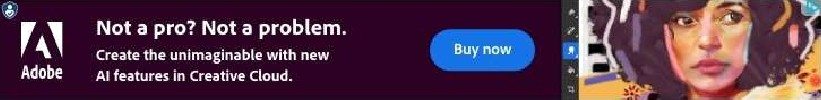 Adobe
Not a pro? Not a problem.
Create the unimaginable with new
AI features in Creative Cloud.
Buy now